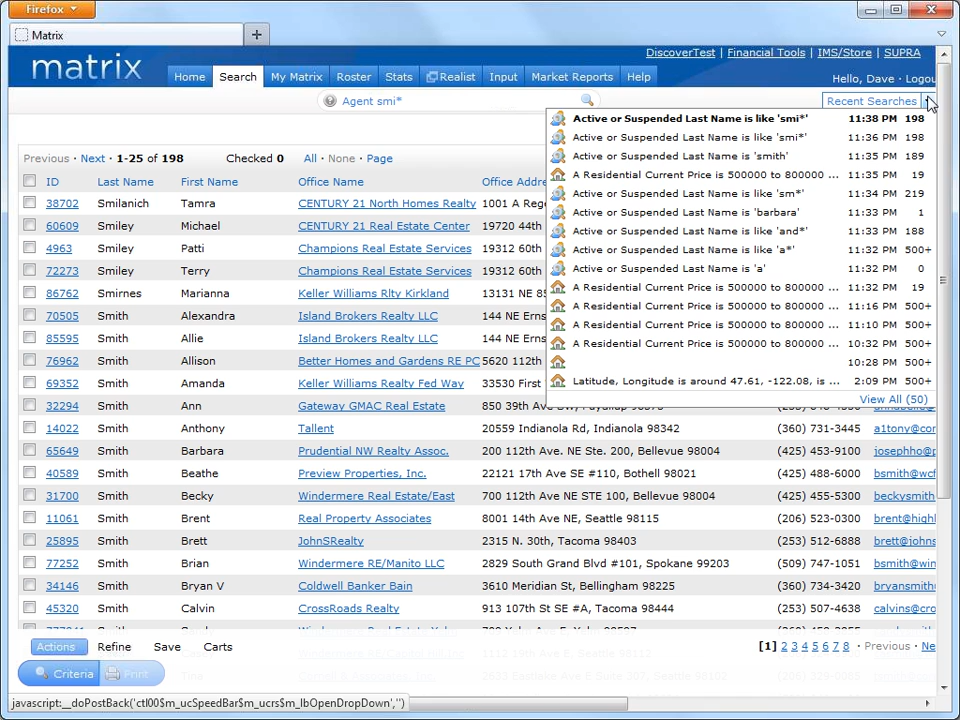 Firefox
Matrix
DiscoverTest | Financial Tools | IMS/Store | SUPRA
matrix
Home Search My Matrix Roster Stats Realist Input Market Reports Help
Hello, Dave · Logou
Agent smi*
Recent Searches
Active or Suspended Last Name is like 'smi*' 11:38 PM 198
Active or Suspended Last Name is like 'smi*' 11:36 PM 198
Active or Suspended Last Name is 'smith' 11:35 PM 189
A Residential Current Price is 500000 to 800000 ... 11:35 PM 19
Active or Suspended Last Name is like 'sm*' 11:34 PM 219
Active or Suspended Last Name is 'barbara' 11:33 PM 1
Active or Suspended Last Name is like 'and*' 11:33 PM 188
Active or Suspended Last Name is like 'a*' 11:32 PM 500+
Active or Suspended Last Name is 'a' 11:32 PM 0
A Residential Current Price is 500000 to 800000 ... 11:32 PM 19
A Residential Current Price is 500000 to 800000 ... 11:16 PM 500+
A Residential Current Price is 500000 to 800000 ... 11:10 PM 500+
A Residential Current Price is 500000 to 800000 ... 10:32 PM 500+
10:28 PM 500+
Latitude, Longitude is around 47.61, -122.08, is ... 2:09 PM 500+
View All (50)
Previous · Next · 1-25 of 198 Checked 0 All · None · Page
ID Last Name First Name Office Name Office Addre
38702 Smilanich Tamra CENTURY 21 North Homes Realty 1001 A Rege
60609 Smiley Michael CENTURY 21 Real Estate Center 19720 44th
4963 Smiley Patti Champions Real Estate Services 19312 60th
72273 Smiley Terry Champions Real Estate Services 19312 60th
86762 Smirnes Marianna Keller Williams Rlty Kirkland 13131 NE 8
70505 Smith Alexandra Island Brokers Realty LLC 144 NE Ern
85595 Smith Allie Island Brokers Realty LLC 144 NE Ern
76962 Smith Allison Better Homes and Gardens RE PC 5620 112th
69352 Smith Amanda Keller Williams Realty Fed Way 33530 First
32294 Smith Ann Gateway GMAC Real Estate 850 39th
14022 Smith Anthony Tallent 20559 Indianola Rd, Indianola 98342 (360) 731-3445 a1tony@cor
65649 Smith Barbara Prudential NW Realty Assoc. 200 112th Ave. NE Ste. 200, Bellevue 98004 (425) 453-9100 josephho@p
40589 Smith Beathe Preview Properties, Inc. 22121 17th Avenue SE #110, Bothell 98021 (425) 488-6000 bsmith@wcf
31700 Smith Becky Windermere Real Estate/East 700 112th Ave NE STE 100, Bellevue 98004 (425) 455-5300 beckysmith
11061 Smith Brent Real Property Associates 8001 14th Ave NE, Seattle 98115 (206) 523-0300 brent@highl
25895 Smith Brett JohnSRealty 2315 N. 30th, Tacoma 98403 (253) 512-6888 brett@johns
77252 Smith Brian Windermere RE/Manito LLC 2829 South Grand Blvd #101, Spokane 99203 (509) 747-1051 bsmith@win
34146 Smith Bryan V Coldwell Banker Bain 3610 Meridian St, Bellingham 98225 (360) 734-3420 bryansmith
45320 Smith Calvin CrossRoads Realty 913 107th St SE #A, Tacoma 98444 (253) 507-4638 calvins@cro
Actions Refine Save Carts [1] 2 3 4 5 6 7 8 · Previous · Ne
Criteria Print
javascript:__doPostBack('ctl00$m_ucSpeedBar$m_ucrs$m_lbOpenDropDown','')